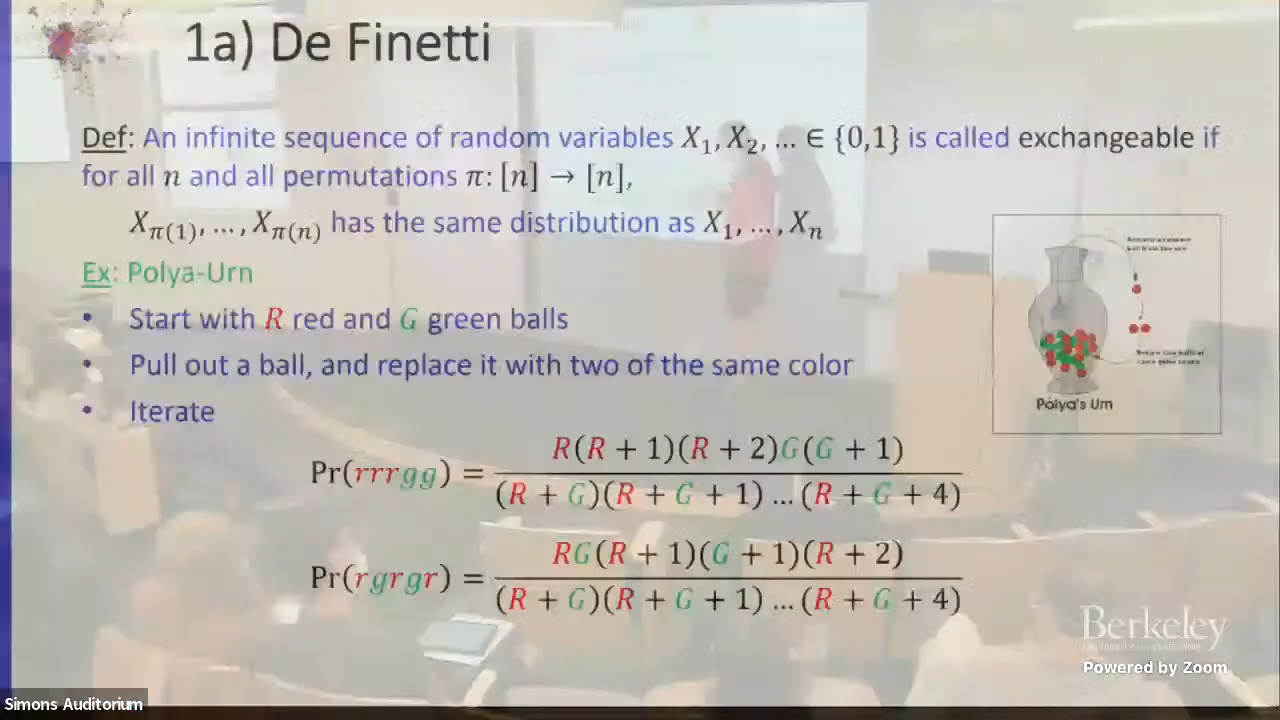 1a) De Finetti
Def: An infinite sequence of random variables X₁, X₂, … ∈ {0,1} is called exchangeable if
for all n and all permutations π: [n] → [n],
X_π(1), …, X_π(n) has the same distribution as X₁, …, Xₙ
Ex: Polya-Urn
• Start with R red and G green balls
• Pull out a ball, and replace it with two of the same color
• Iterate
Polya's Urn
Pr(rrrgg) = R(R + 1)(R + 2)G(G + 1) / (R + G)(R + G + 1) … (R + G + 4)
Pr(rgrgr) = RG(R + 1)(G + 1)(R + 2) / (R + G)(R + G + 1) … (R + G + 4)
Berkeley
Powered by Zoom
Simons Auditorium